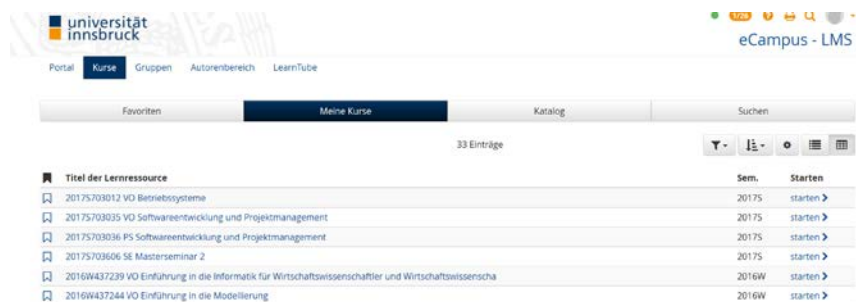 universität
innsbruck
1/26
eCampus - LMS
Portal Kurse Gruppen Autorenbereich LearnTube
Favoriten Meine Kurse Katalog Suchen
33 Einträge
Titel der Lernressource Sem. Starten
2017S703012 VO Betriebssysteme 2017S starten
2017S703035 VO Softwareentwicklung und Projektmanagement 2017S starten
2017S703036 PS Softwareentwicklung und Projektmanagement 2017S starten
2017S703606 SE Masterseminar 2 2017S starten
2016W437239 VO Einführung in die Informatik für Wirtschaftswissenschaftler und Wirtschaftswissenscha 2016W starten
2016W437244 VO Einführung in die Modellierung 2016W starten